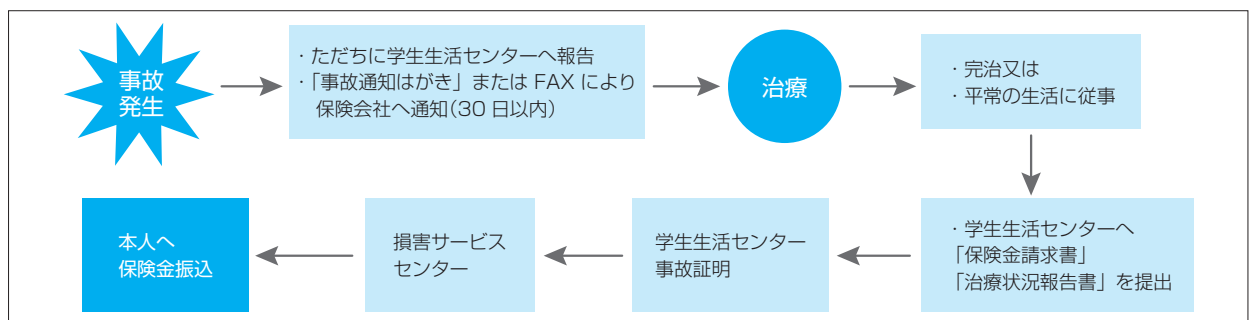 事故
発生
・ただちに学生生活センターへ報告
・「事故通知はがき」または FAX により
保険会社へ通知(30 日以内)
治療
・完治又は
・平常の生活に従事
・学生生活センターへ
「保険金請求書」
「治療状況報告書」を提出
学生生活センター
事故証明
損害サービス
センター
本人へ
保険金振込